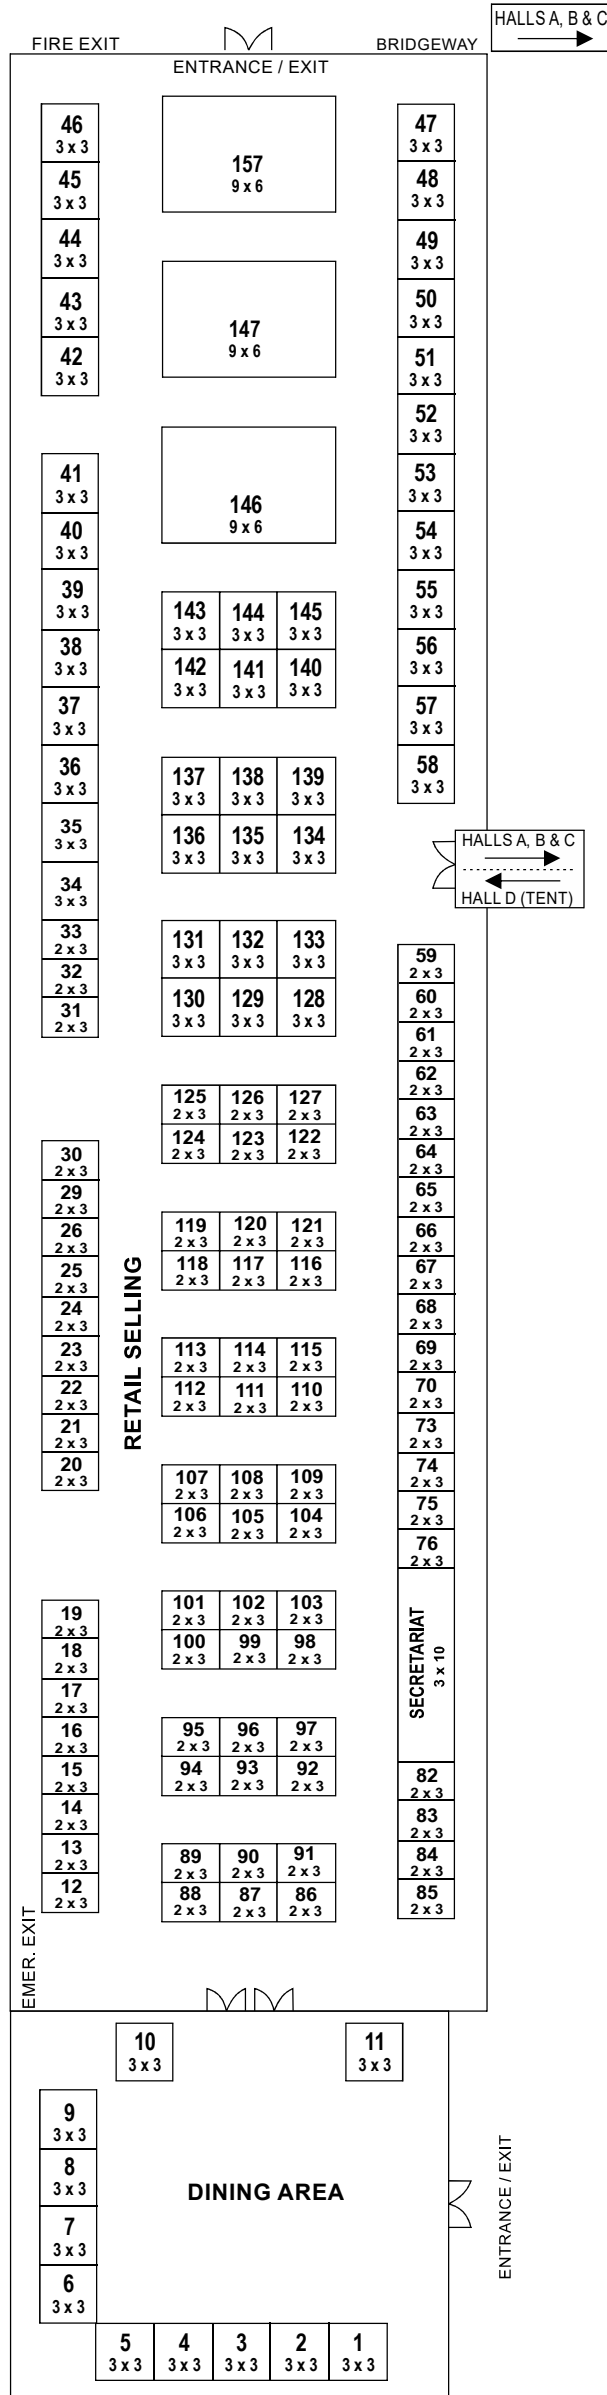 HALLS A, B & C
FIRE EXIT
BRIDGEWAY
ENTRANCE / EXIT
46
3 x 3
45
3 x 3
44
3 x 3
43
3 x 3
42
3 x 3
157
9 x 6
147
9 x 6
146
9 x 6
47
3 x 3
48
3 x 3
49
3 x 3
50
3 x 3
51
3 x 3
52
3 x 3
53
3 x 3
54
3 x 3
55
3 x 3
56
3 x 3
57
3 x 3
58
3 x 3
41
3 x 3
40
3 x 3
39
3 x 3
38
3 x 3
37
3 x 3
36
3 x 3
35
3 x 3
34
3 x 3
33
2 x 3
32
2 x 3
31
2 x 3
143 144 145
3 x 3 3 x 3 3 x 3
142 141 140
3 x 3 3 x 3 3 x 3
137 138 139
3 x 3 3 x 3 3 x 3
136 135 134
3 x 3 3 x 3 3 x 3
HALLS A, B & C
HALL D (TENT)
131 132 133
3 x 3 3 x 3 3 x 3
130 129 128
3 x 3 3 x 3 3 x 3
125 126 127
2 x 3 2 x 3 2 x 3
124 123 122
2 x 3 2 x 3 2 x 3
119 120 121
2 x 3 2 x 3 2 x 3
118 117 116
2 x 3 2 x 3 2 x 3
113 114 115
2 x 3 2 x 3 2 x 3
112 111 110
2 x 3 2 x 3 2 x 3
107 108 109
2 x 3 2 x 3 2 x 3
106 105 104
2 x 3 2 x 3 2 x 3
101 102 103
2 x 3 2 x 3 2 x 3
100 99 98
2 x 3 2 x 3 2 x 3
95 96 97
2 x 3 2 x 3 2 x 3
94 93 92
2 x 3 2 x 3 2 x 3
89 90 91
2 x 3 2 x 3 2 x 3
88 87 86
2 x 3 2 x 3 2 x 3
59
2 x 3
60
2 x 3
61
2 x 3
62
2 x 3
63
2 x 3
64
2 x 3
65
2 x 3
66
2 x 3
67
2 x 3
68
2 x 3
69
2 x 3
70
2 x 3
73
2 x 3
74
2 x 3
75
2 x 3
76
2 x 3
SECRETARIAT
3 x 10
82
2 x 3
83
2 x 3
84
2 x 3
85
2 x 3
30
2 x 3
29
2 x 3
26
2 x 3
25
2 x 3
24
2 x 3
23
2 x 3
22
2 x 3
21
2 x 3
20
2 x 3
RETAIL SELLING
19
2 x 3
18
2 x 3
17
2 x 3
16
2 x 3
15
2 x 3
14
2 x 3
13
2 x 3
12
2 x 3
EMER. EXIT
10
3 x 3
11
3 x 3
9
3 x 3
8
3 x 3
7
3 x 3
6
3 x 3
DINING AREA
ENTRANCE / EXIT
5 4 3 2 1
3 x 3 3 x 3 3 x 3 3 x 3 3 x 3